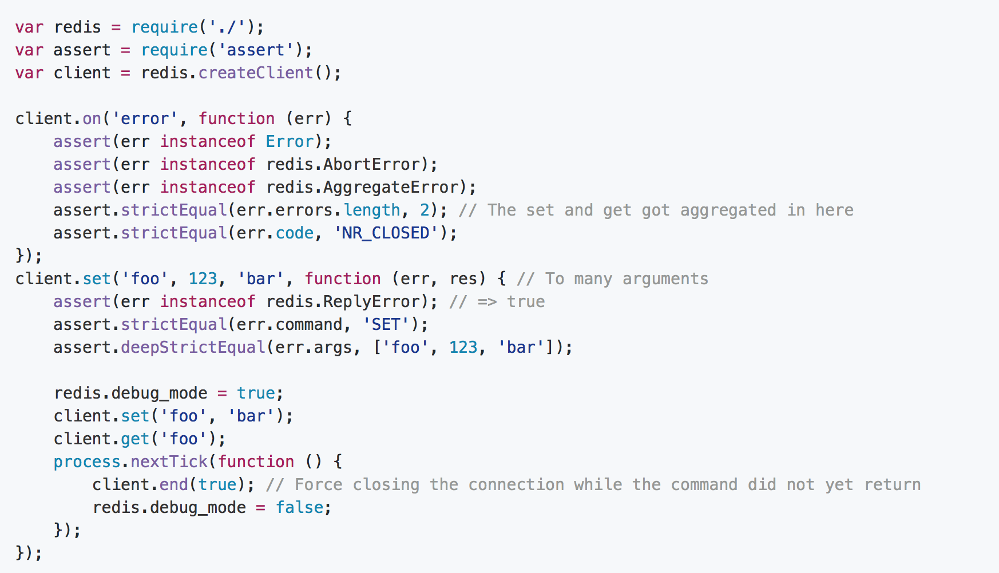 var redis = require('./');
var assert = require('assert');
var client = redis.createClient();

client.on('error', function (err) {
    assert(err instanceof Error);
    assert(err instanceof redis.AbortError);
    assert(err instanceof redis.AggregateError);
    assert.strictEqual(err.errors.length, 2); // The set and get got aggregated in here
    assert.strictEqual(err.code, 'NR_CLOSED');
});
client.set('foo', 123, 'bar', function (err, res) { // To many arguments
    assert(err instanceof redis.ReplyError); // => true
    assert.strictEqual(err.command, 'SET');
    assert.deepStrictEqual(err.args, ['foo', 123, 'bar']);

    redis.debug_mode = true;
    client.set('foo', 'bar');
    client.get('foo');
    process.nextTick(function () {
        client.end(true); // Force closing the connection while the command did not yet return
        redis.debug_mode = false;
    });
});